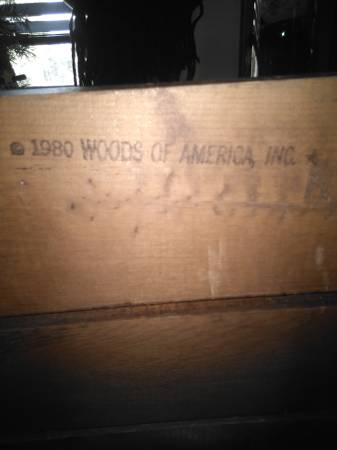 © 1980 WOODS OF AMERICA, INC.